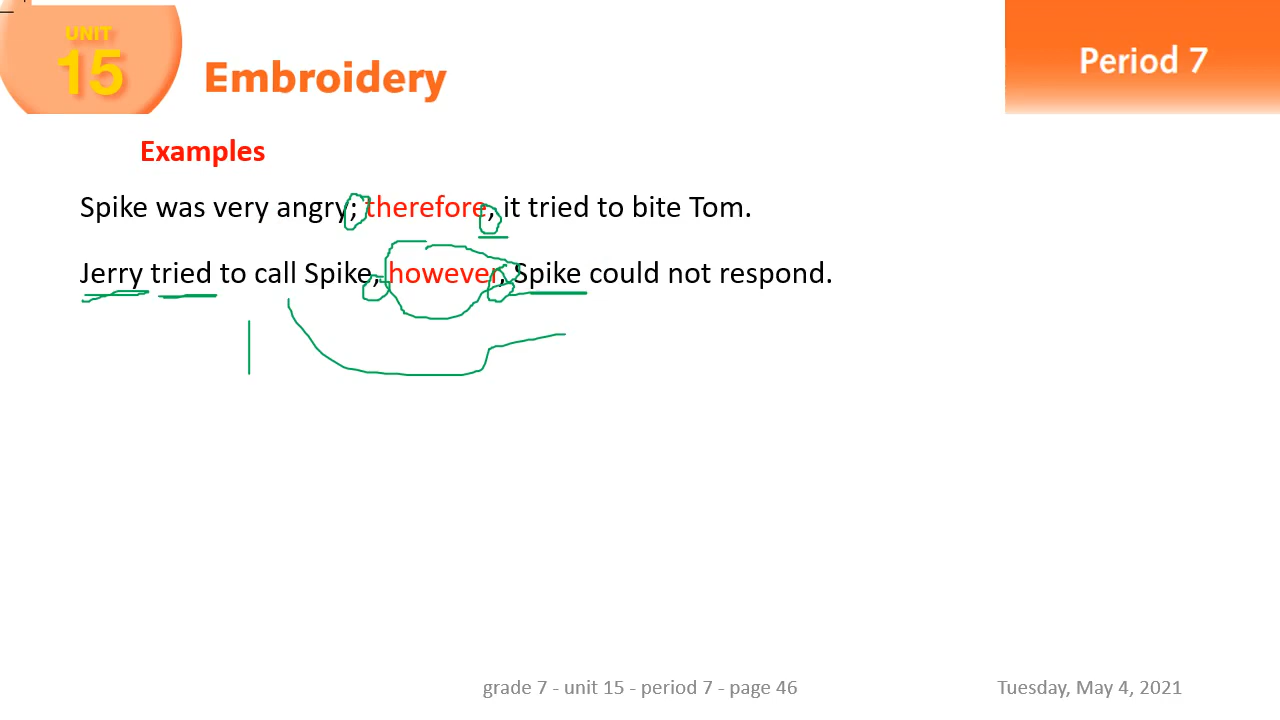 UNIT
15
Embroidery
Period 7
Examples
Spike was very angry; therefore, it tried to bite Tom.
Jerry tried to call Spike, however, Spike could not respond.
grade 7 - unit 15 - period 7 - page 46
Tuesday, May 4, 2021